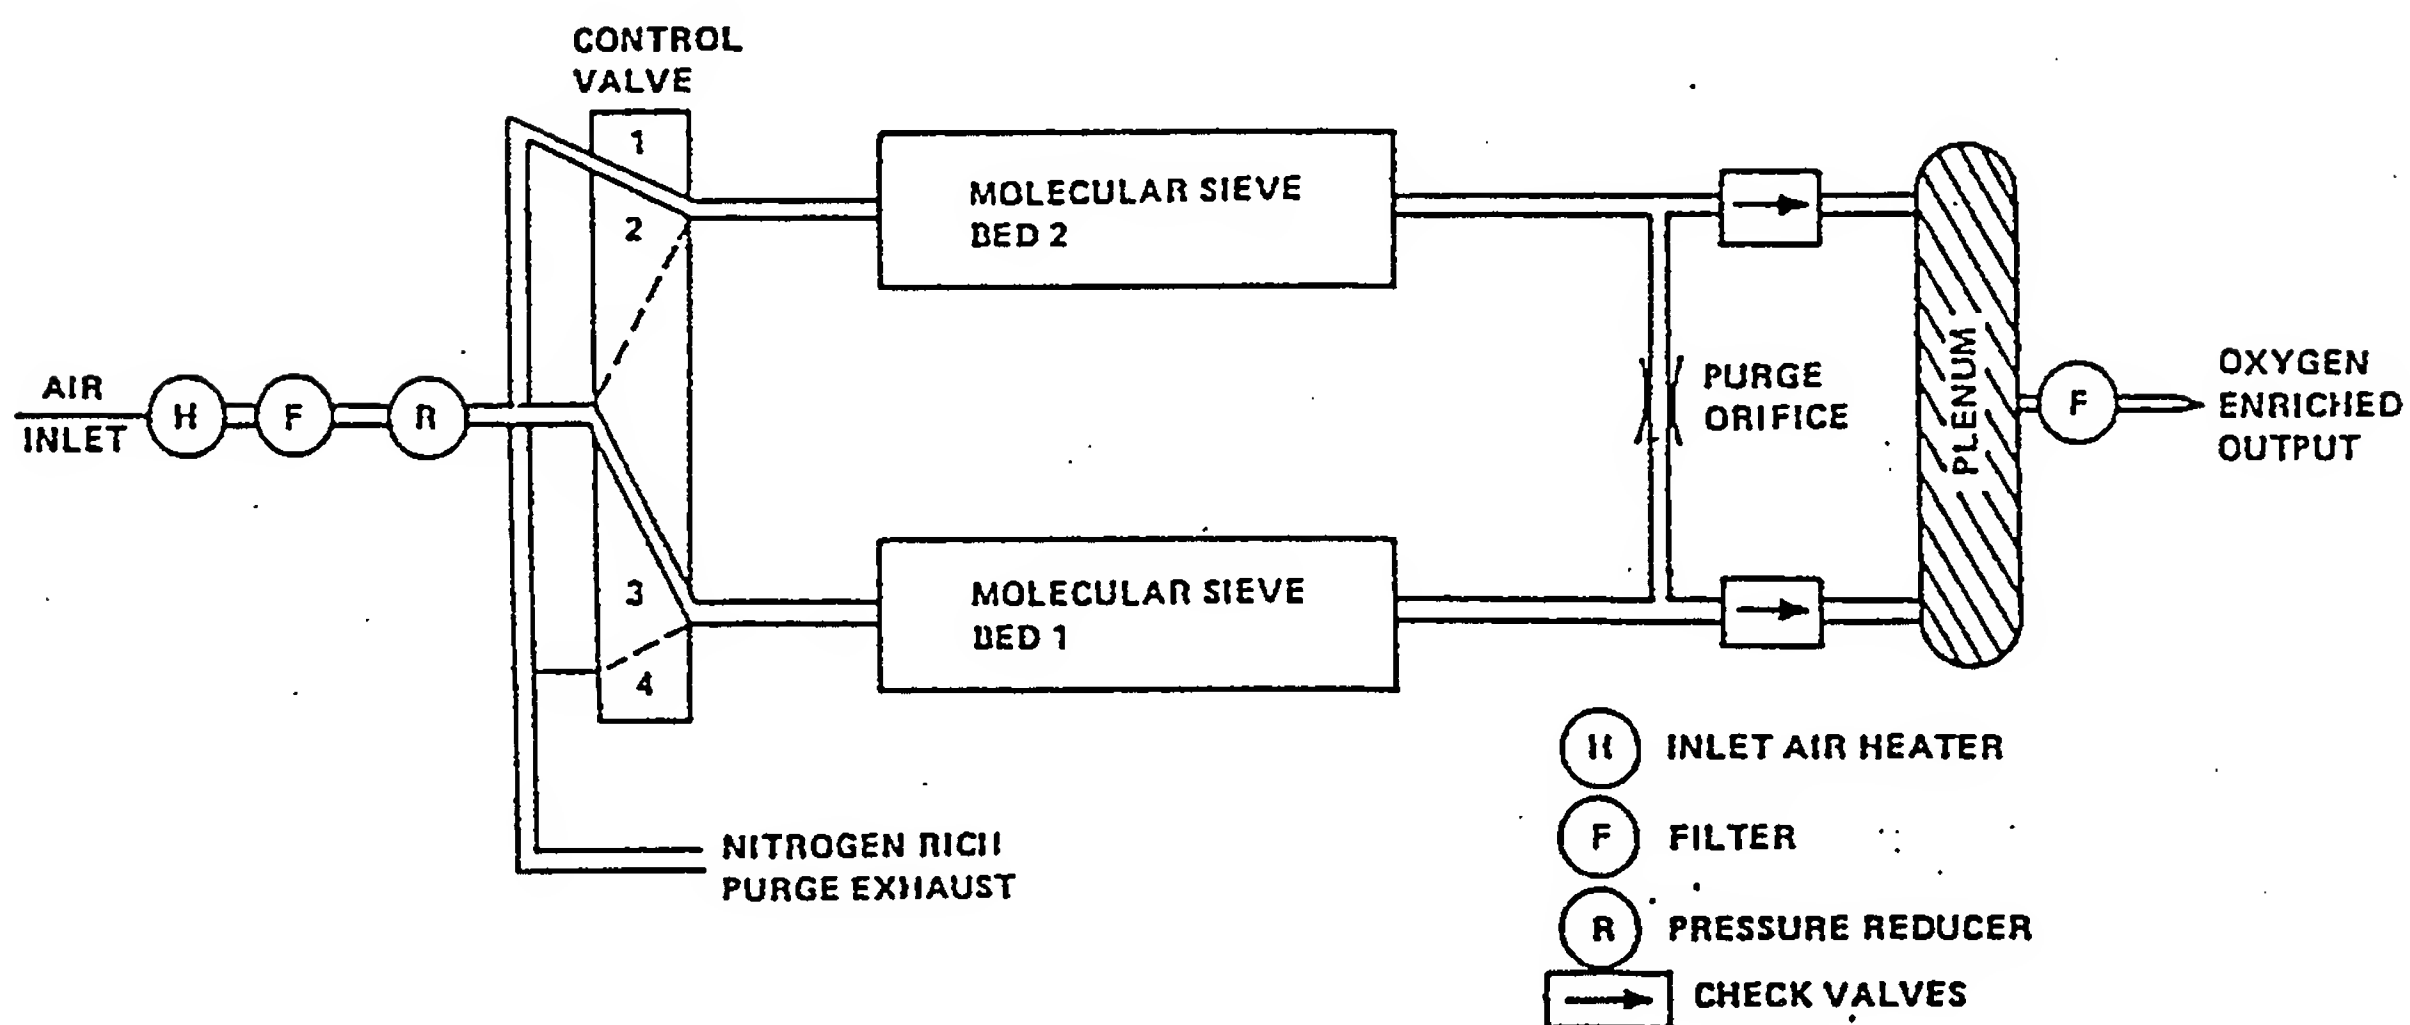 CONTROL
VALVE
1
2
3
4
MOLECULAR SIEVE
BED 2
MOLECULAR SIEVE
BED 1
AIR
INLET
H
F
R
PURGE
ORIFICE
PLENUM
F
OXYGEN
ENRICHED
OUTPUT
NITROGEN RICH
PURGE EXHAUST
H INLET AIR HEATER
F FILTER
R PRESSURE REDUCER
CHECK VALVES